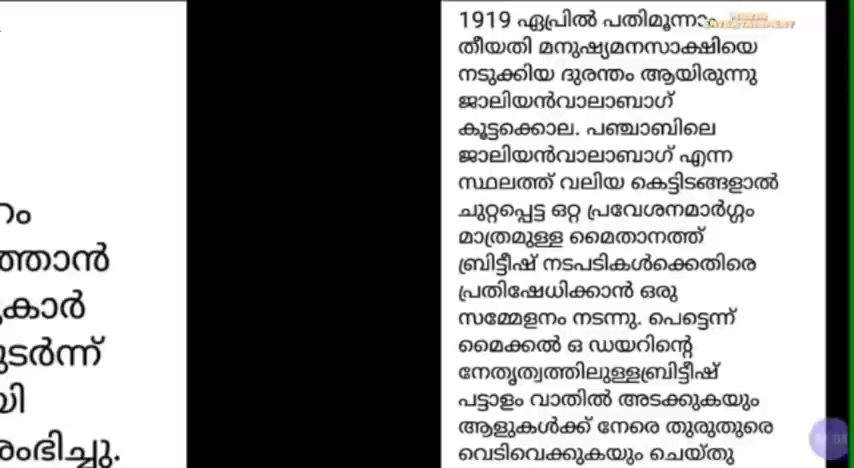 റം
ത്താൻ
കാർ
ടർന്ന്
യി
രംഭിച്ചു.
1919 ഏപ്രിൽ പതിമൂന്നാം
തീയതി മനുഷ്യമനസാക്ഷിയെ
നടുക്കിയ ദുരന്തം ആയിരുന്നു
ജാലിയൻവാലാബാഗ്
കൂട്ടക്കൊല. പഞ്ചാബിലെ
ജാലിയൻവാലാബാഗ് എന്ന
സ്ഥലത്ത് വലിയ കെട്ടിടങ്ങളാൽ
ചുറ്റപ്പെട്ട ഒറ്റ പ്രവേശനമാർഗ്ഗം
മാത്രമുള്ള മൈതാനത്ത്
ബ്രിട്ടീഷ് നടപടികൾക്കെതിരെ
പ്രതിഷേധിക്കാൻ ഒരു
സമ്മേളനം നടന്നു. പെട്ടെന്ന്
മൈക്കൽ ഒ ഡയറിന്റെ
നേതൃത്വത്തിലുള്ളബ്രിട്ടീഷ്
പട്ടാളം വാതിൽ അടക്കുകയും
ആളുകൾക്ക് നേരെ തുരുതുരെ
വെടിവെക്കുകയും ചെയ്തു